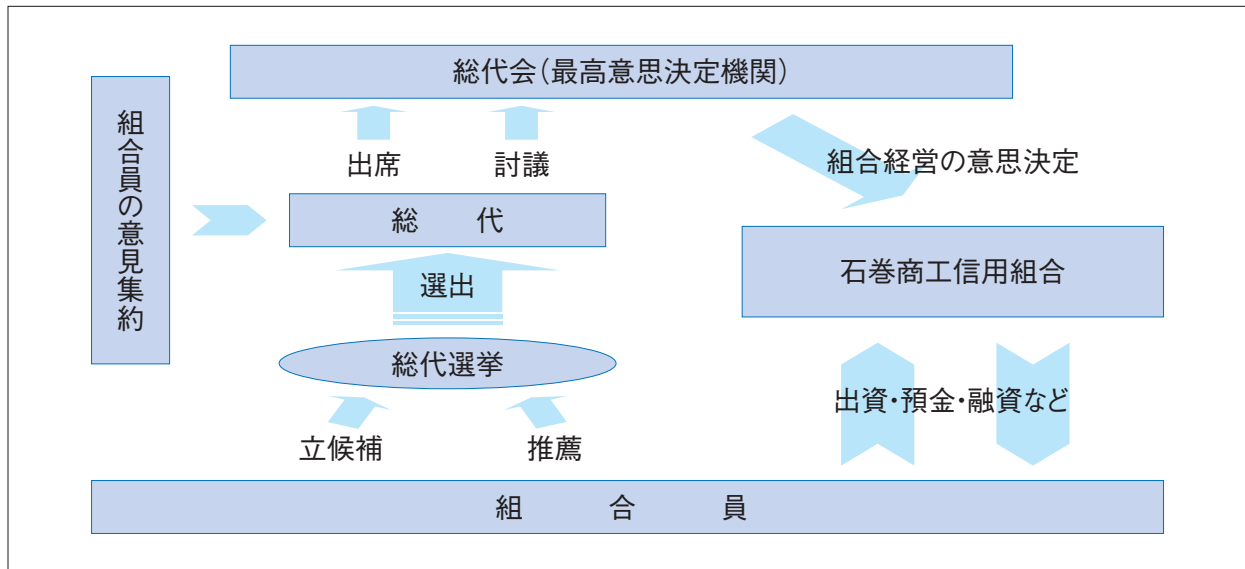 総代会(最高意思決定機関)
組合員の意見集約
出席
討議
組合経営の意思決定
総 代
石巻商工信用組合
選出
総代選挙
出資・預金・融資など
立候補
推薦
組 合 員